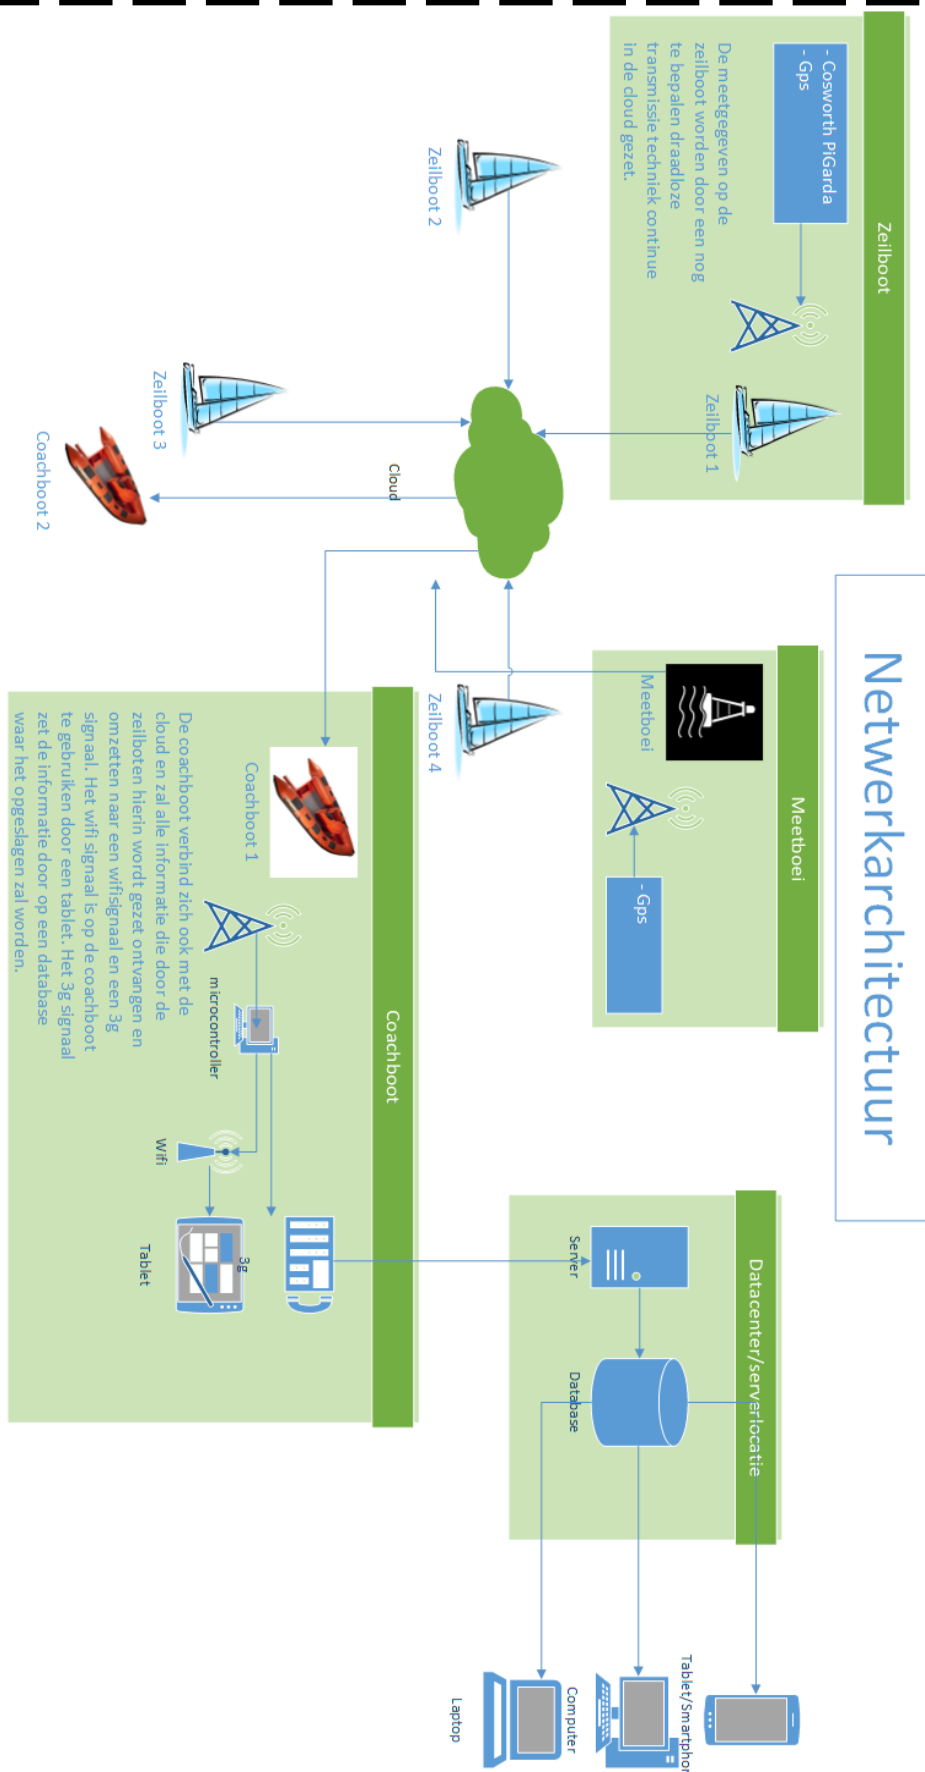 Netwerkarchitectuur
Zeilboot
- Cosworth PiGarda
- Gps
De meetgegeven op de
zeilboot worden door een nog
te bepalen draadloze
transmissie techniek continue
in de cloud gezet.
Zeilboot 1
Zeilboot 2
Zeilboot 3
Coachboot 2
Cloud
Zeilboot 4
Meetboei
Meetboei
- Gps
Coachboot
Coachboot 1
De coachboot verbind zich ook met de
cloud en zal alle informatie die door de
zeilboten hierin wordt gezet ontvangen en
omzetten naar een wifisignaal en een 3g
signaal. Het wifi signaal is op de coachboot
te gebruiken door een tablet. Het 3g signaal
zet de informatie door op een database
waar het opgeslagen zal worden.
microcontroller
Wifi
3g
Tablet
Datacenter/serverlocatie
Server
Database
Tablet/Smartphon
Computer
Laptop